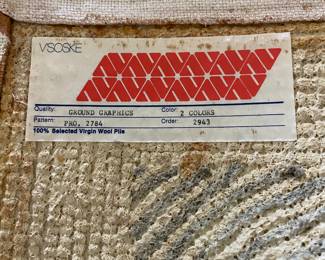 VSOSKE
Quality: GROUND GRAPHICS Color: 2 COLORS
Pattern: PRO. 2784 Order: 2943
100% Selected Virgin Wool Pile